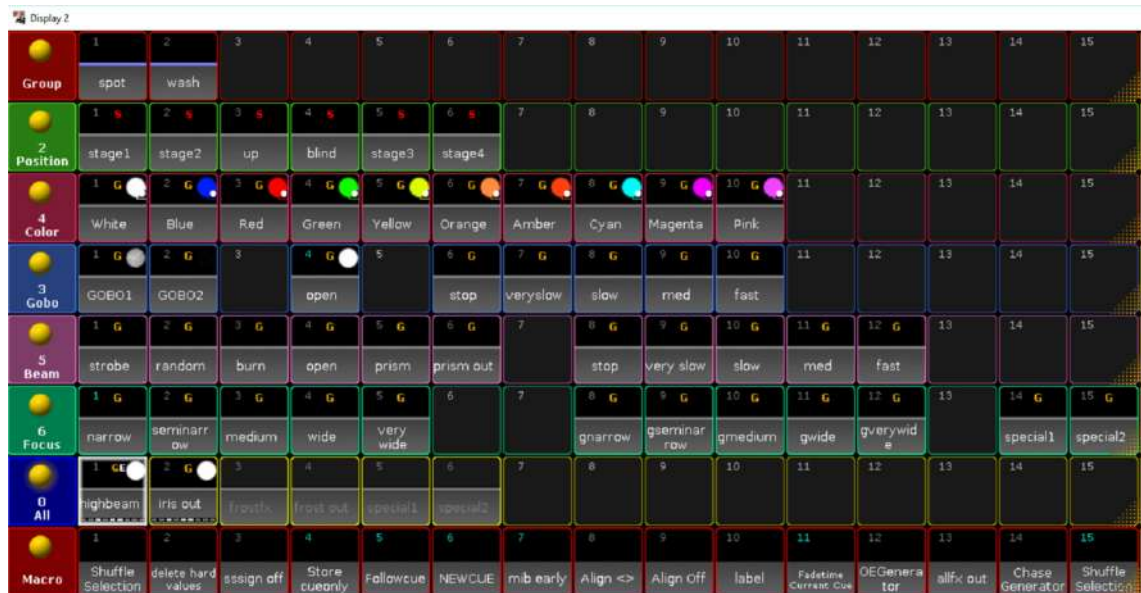 Display 2
Group 1 2 3 4 5 6 7 8 9 10 11 12 13 14 15
spot wash
2 Position 1 S 2 S 3 S 4 S 5 S 6 S 7 8 9 10 11 12 13 14 15
stage1 stage2 up blind stage3 stage4
4 Color 1 G 2 G 3 G 4 G 5 G 6 G 7 G 8 G 9 G 10 G 11 12 13 14 15
White Blue Red Green Yellow Orange Amber Cyan Magenta Pink
3 Gobo 1 G 2 G 3 4 G 5 6 G 7 G 8 G 9 G 10 G 11 12 13 14 15
GOBO1 GOBO2 open stop veryslow slow med fast
5 Beam 1 G 2 G 3 G 4 G 5 G 6 G 7 8 G 9 G 10 G 11 G 12 G 13 14 15
strobe random burn open prism prism out stop very slow slow med fast
6 Focus 1 G 2 G 3 G 4 G 5 G 6 7 8 G 9 G 10 G 11 G 12 G 13 14 G 15 G
narrow seminarrow medium wide very wide gnarrow gseminarrow gmedium gwide gverywide special1 special2
0 All 1 GE 2 G 3 4 5 6 7 8 9 10 11 12 13 14 15
highbeam iris out frostfx frost out special1 special2
Macro 1 2 3 4 5 6 7 8 9 10 11 12 13 14 15
Shuffle Selection delete hard values sssign off Store cueonly Followcue NEWCUE mib early Align <> Align Off label Fadetime Current Cue OEGenerator allfx out Chase Generator Shuffle Selection